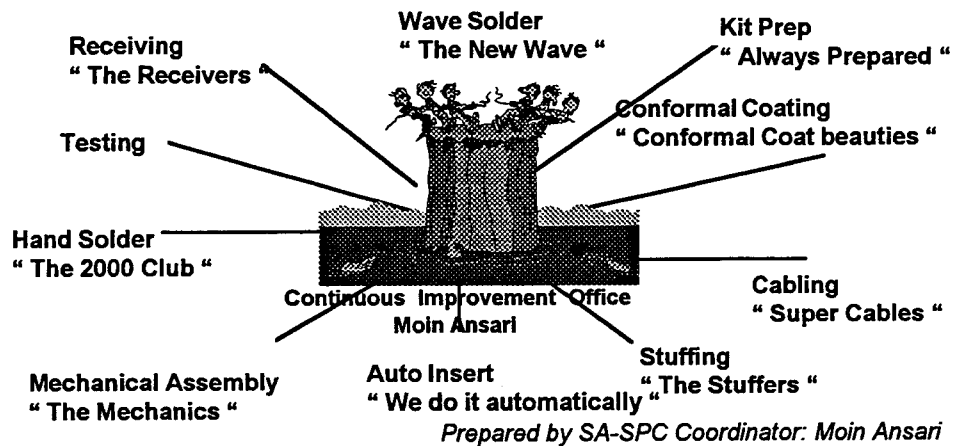 Wave Solder
“ The New Wave “
Kit Prep
“ Always Prepared “
Receiving
“ The Receivers “
Conformal Coating
“ Conformal Coat beauties “
Testing
Hand Solder
“ The 2000 Club “
Cabling
“ Super Cables “
Continuous Improvement Office
Moin Ansari
Stuffing
“ The Stuffers “
Auto Insert
“ We do it automatically “
Mechanical Assembly
“ The Mechanics “
Prepared by SA-SPC Coordinator: Moin Ansari